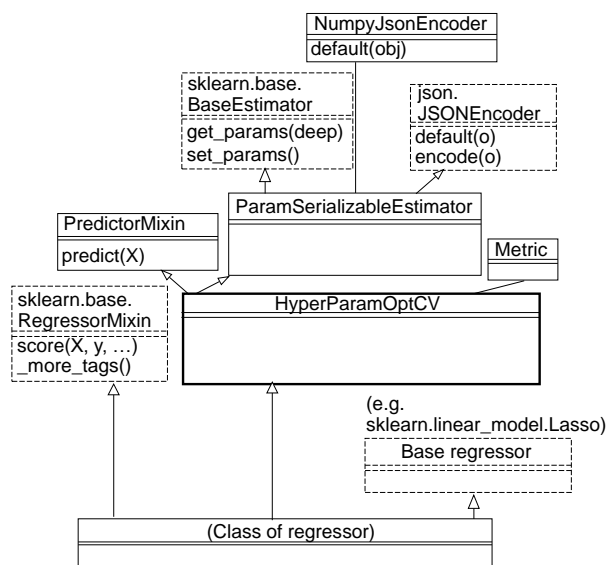 NumpyJsonEncoder
default(obj)
sklearn.base.
BaseEstimator
get_params(deep)
set_params()
json.
JSONEncoder
default(o)
encode(o)
ParamSerializableEstimator
PredictorMixin
predict(X)
Metric
sklearn.base.
RegressorMixin
score(X, y, …)
_more_tags()
HyperParamOptCV
(e.g.
sklearn.linear_model.Lasso)
Base regressor
(Class of regressor)